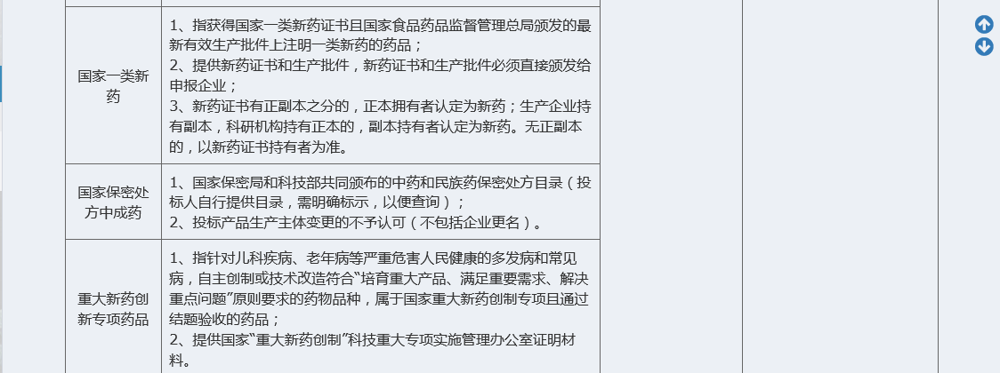 1、指获得国家一类新药证书且国家食品药品监督管理总局颁发的最
新有效生产批件上注明一类新药的药品；
2、提供新药证书和生产批件，新药证书和生产批件必须直接颁发给
申报企业；
国家一类新
药
3、新药证书有正副本之分的，正本拥有者认定为新药；生产企业持
有副本，科研机构持有正本的，副本持有者认定为新药。无正副本
的，以新药证书持有者为准。
国家保密处
方中成药
1、国家保密局和科技部共同颁布的中药和民族药保密处方目录（投
标人自行提供目录，需明确标示，以便查询）；
2、投标产品生产主体变更的不予认可（不包括企业更名）。
重大新药创
新专项药品
1、指针对儿科疾病、老年病等严重危害人民健康的多发病和常见
病，自主创制或技术改造符合“培育重大产品、满足重要需求、解决
重点问题”原则要求的药物品种，属于国家重大新药创制专项且通过
结题验收的药品；
2、提供国家“重大新药创制”科技重大专项实施管理办公室证明材
料。